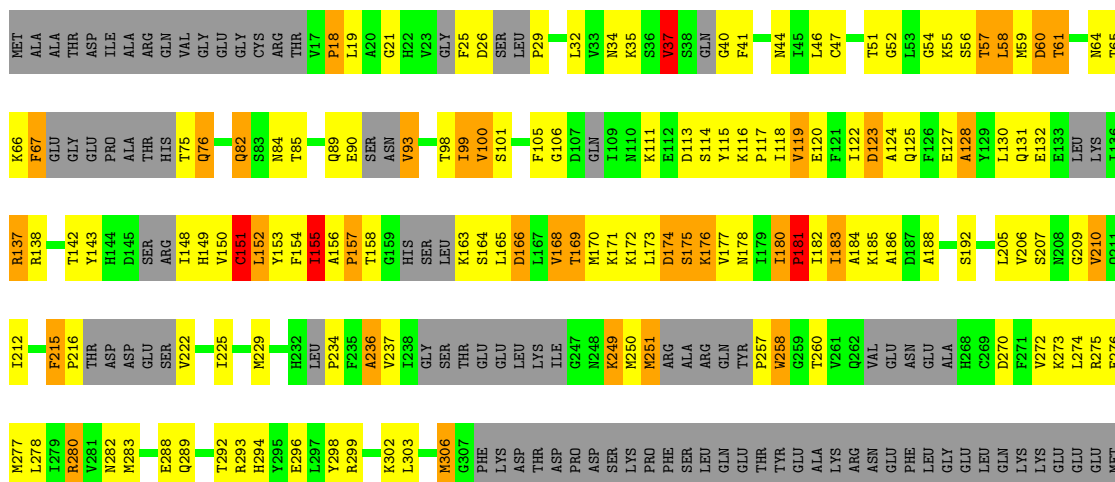 MET ALA ALA THR ASP ILE ALA ARG GLN VAL GLY GLU GLY CYS ARG THR V17 P18 L19 A20 G21 H22 V23 GLY F25 D26 SER LEU P29 L32 V33 N34 K35 S36 V37 S38 GLN G40 F41 N44 I45 L46 C47 T51 G52 L53 G54 K55 S56 T57 L58 M59 D60 T61 N64 T65
K66 F67 GLU GLY GLU PRO ALA THR HIS T75 Q76 Q82 S83 N84 T85 Q89 E90 SER ASN V93 T98 I99 V100 S101 F105 G106 D107 GLN I109 N110 K111 E112 D113 S114 Y115 K116 P117 I118 V119 E120 F121 I122 D123 A124 Q125 F126 E127 A128 Y129 L130 Q131 E132 E133 LEU LYS I136
R137 R138 T142 Y143 H144 D145 SER ARG I148 H149 V150 C151 L152 Y153 F154 I155 A156 P157 T158 G159 HIS SER LEU K163 S164 L165 D166 L167 V168 T169 M170 K171 K172 L173 D174 S175 K176 V177 N178 I179 I180 P181 I182 I183 A184 K185 A186 D187 A188 S192 L205 V206 S207 N208 G209 V210 Q211
I212 F215 P216 THR ASP ASP GLU SER V222 I225 M229 H232 LEU P234 F235 A236 V237 I238 GLY SER THR GLU GLU LEU LYS ILE G247 N248 K249 M250 M251 ARG ALA ARG GLN TYR P257 W258 G259 T260 V261 Q262 VAL GLU ASN GLU ALA H268 C269 D270 F271 V272 K273 L274 R275 E276
M277 L278 I279 R280 V281 N282 M283 E288 Q289 T292 R293 H294 Y295 E296 L297 Y298 R299 K302 L303 M306 G307 PHE LYS ASP THR ASP PRO ASP SER LYS PRO PHE SER LEU GLN GLU THR TYR GLU ALA LYS ARG ASN GLU PHE LEU GLY GLU LEU GLN LYS LYS GLU GLU GLU MET